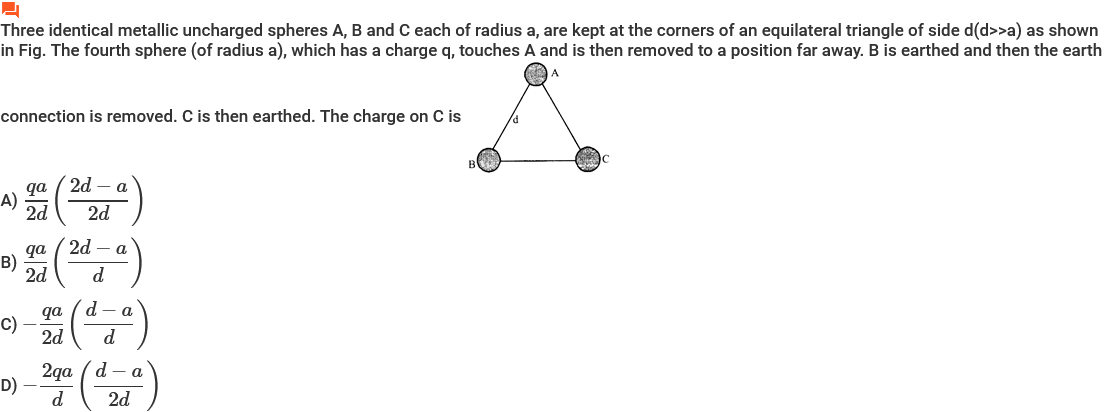 Three identical metallic uncharged spheres A, B and C each of radius a, are kept at the corners of an equilateral triangle of side d(d>>a) as shown
in Fig. The fourth sphere (of radius a), which has a charge q, touches A and is then removed to a position far away. B is earthed and then the earth
A
connection is removed. C is then earthed. The charge on C is
d
B
C
A) \frac{qa}{2d} \left( \frac{2d - a}{2d} \right)
B) \frac{qa}{2d} \left( \frac{2d - a}{d} \right)
C) -\frac{qa}{2d} \left( \frac{d - a}{d} \right)
D) -\frac{2qa}{d} \left( \frac{d - a}{2d} \right)